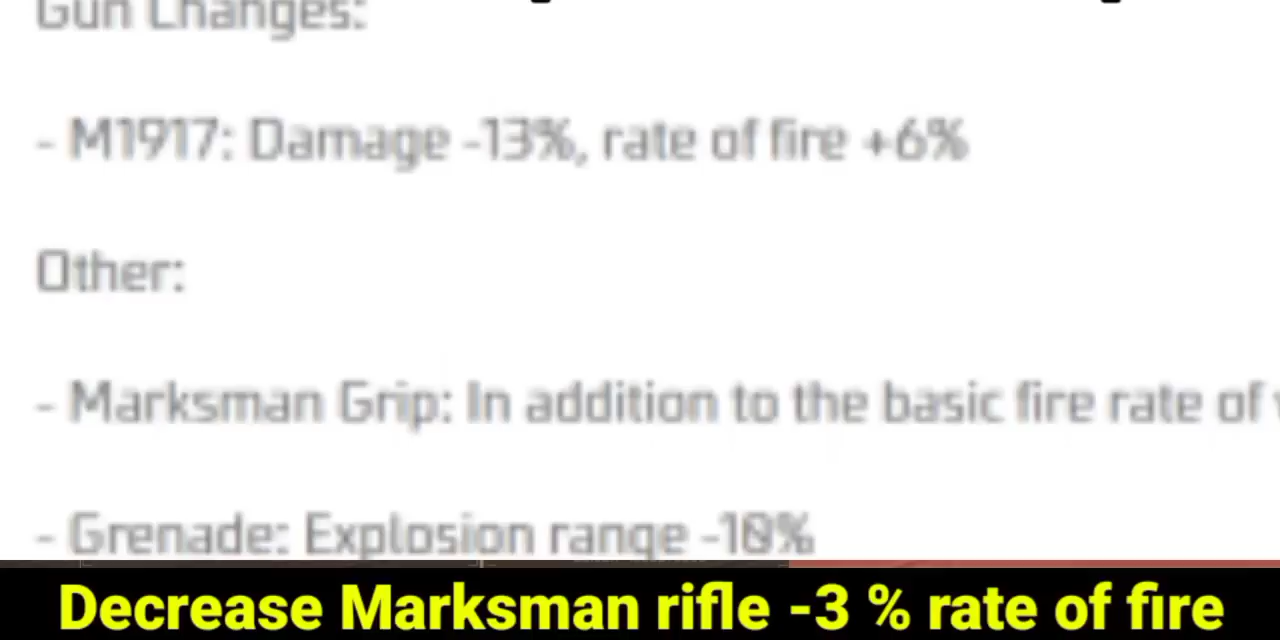 Gun Changes:
- M1917: Damage -13%, rate of fire +6%
Other:
- Marksman Grip: In addition to the basic fire rate of
- Grenade: Explosion range -10%
Decrease Marksman rifle -3 % rate of fire